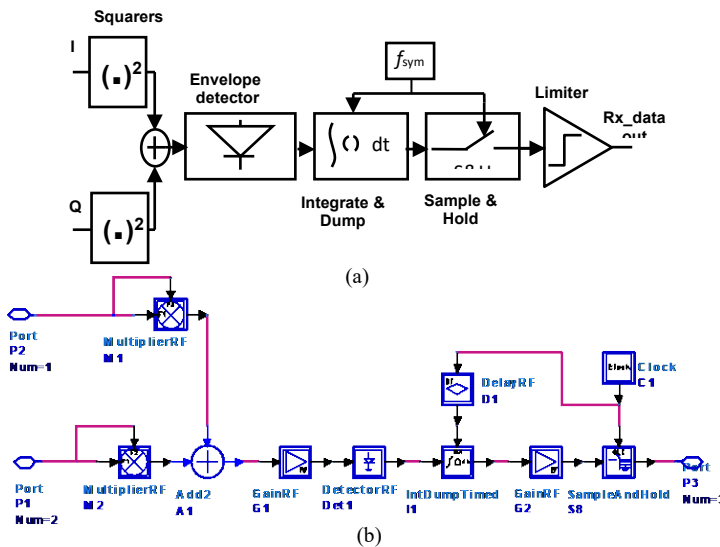 Squarers
I
(.)²
Envelope
detector
f_sym
Limiter
Rx_data
out
∫() dt
Q
(.)²
Integrate &
Dump
Sample &
Hold
(a)
Port
P2
Num=1
MultiplierRF
M1
Clock
C1
DelayRF
D1
Port
P1
Num=2
MultiplierRF
M2
Add2
A1
GainRF
G1
DetectorRF
Det1
IntDumpTimed
I1
GainRF
G2
SampleAndHold
S8
Port
P3
(b)